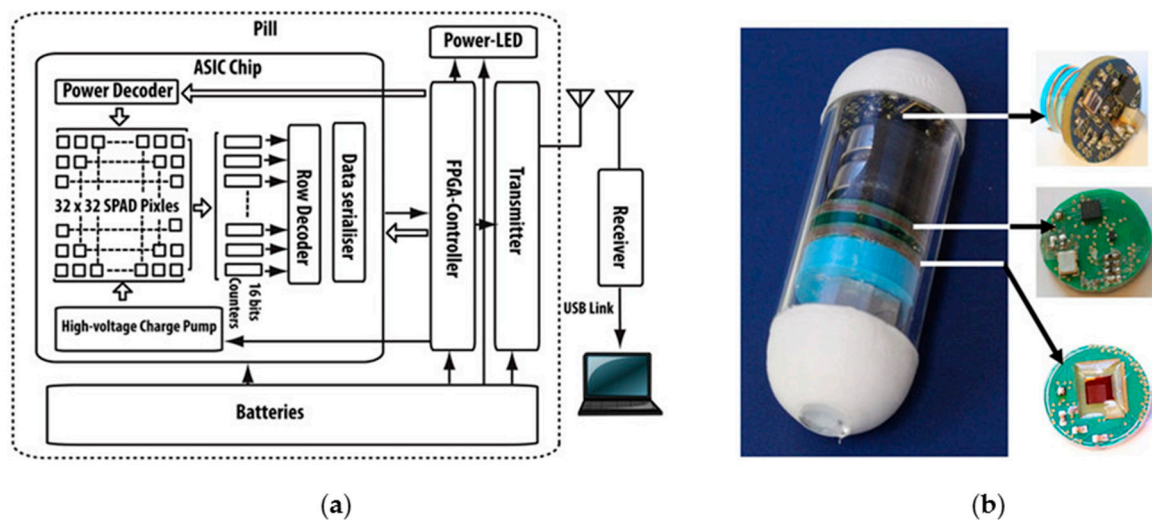 Pill
Power-LED
ASIC Chip
Power Decoder
32 x 32 SPAD Pixles
16 bits
Counters
Row Decoder
Data serialiser
High-voltage Charge Pump
FPGA-Controller
Transmitter
Receiver
USB Link
Batteries
(a)
(b)